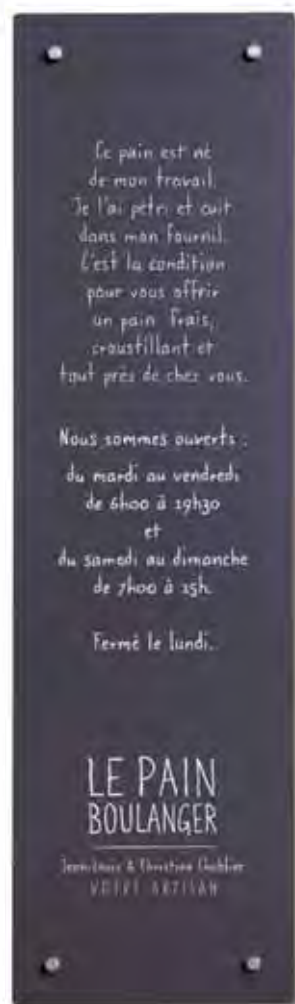 Ce pain est né
de mon travail.
Je l'ai pétri et cuit
dans mon fournil.
C'est la condition
pour vous offrir
un pain frais,
croustillant et
tout près de chez vous.
Nous sommes ouverts :
du mardi au vendredi
de 6h00 à 19h30
et
du samedi au dimanche
de 7h00 à 15h.
Fermé le lundi.
LE PAIN
BOULANGER
Jean-Louis & Christine
VOTRE ARTISAN